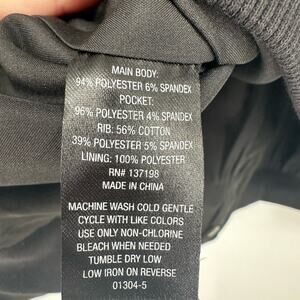 MAIN BODY:
94% POLYESTER 6% SPANDEX
POCKET:
96% POLYESTER 4% SPANDEX
RIB: 56% COTTON
39% POLYESTER 5% SPANDEX
LINING: 100% POLYESTER
RN# 137198
MADE IN CHINA
MACHINE WASH COLD GENTLE
CYCLE WITH LIKE COLORS
USE ONLY NON-CHLORINE
BLEACH WHEN NEEDED
TUMBLE DRY LOW
LOW IRON ON REVERSE
01304-5